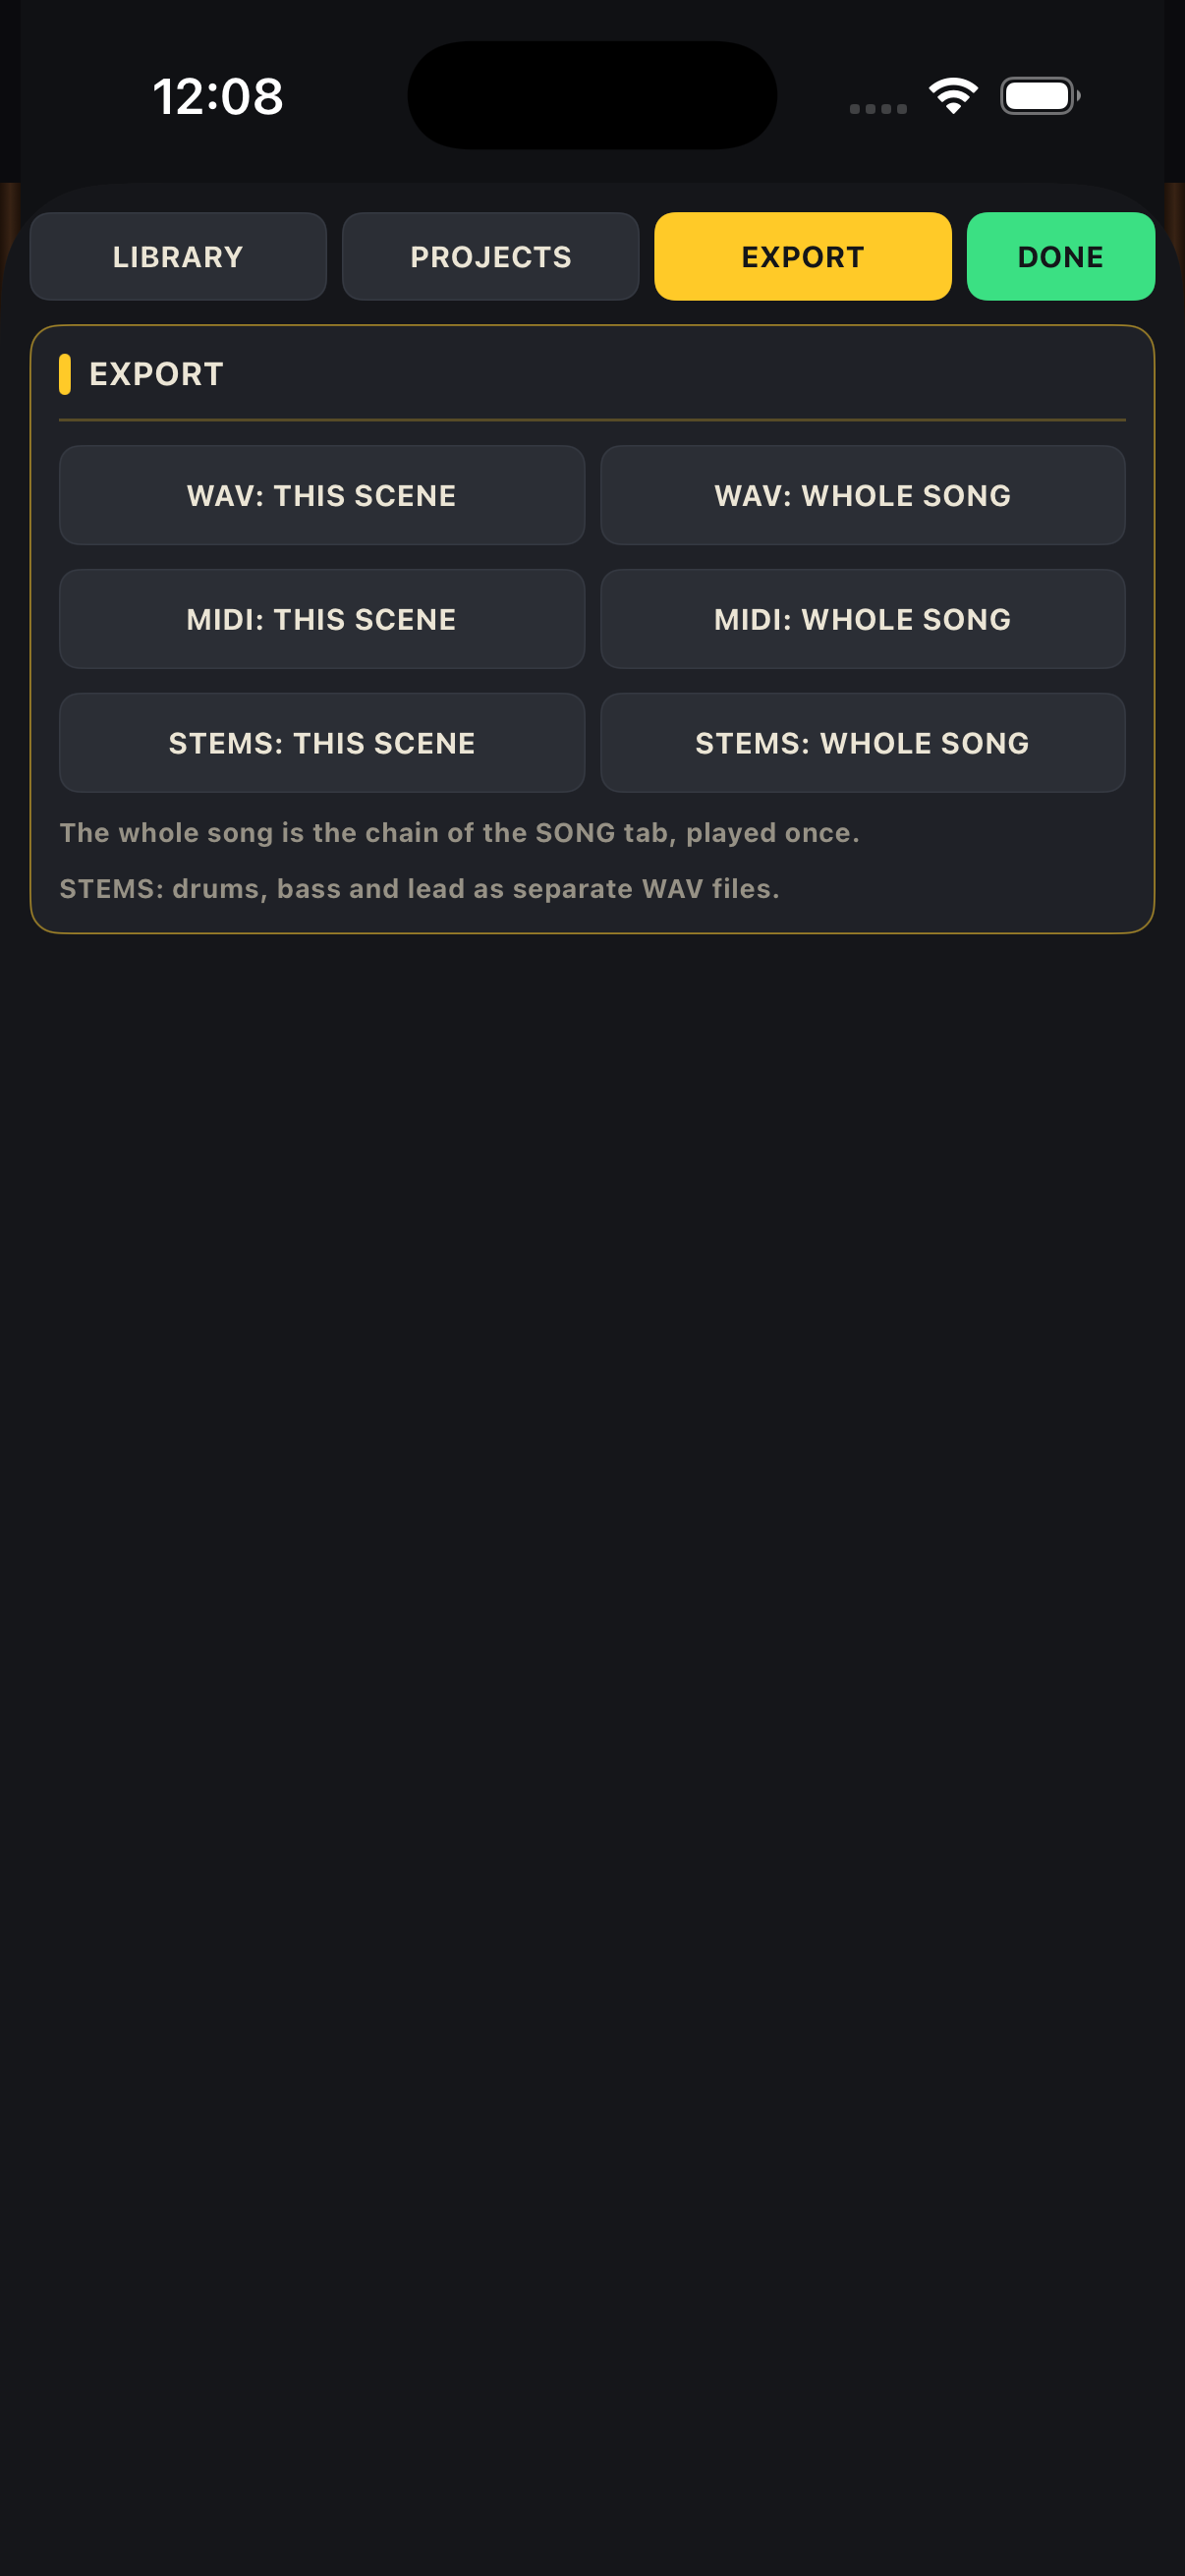 12:08
LIBRARY PROJECTS EXPORT DONE
EXPORT
WAV: THIS SCENE WAV: WHOLE SONG
MIDI: THIS SCENE MIDI: WHOLE SONG
STEMS: THIS SCENE STEMS: WHOLE SONG
The whole song is the chain of the SONG tab, played once.
STEMS: drums, bass and lead as separate WAV files.